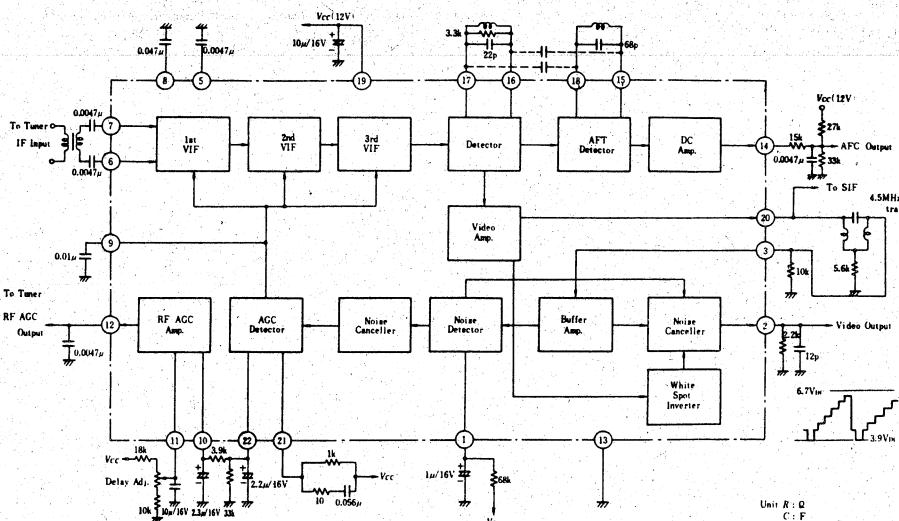 Vcc(12V)
0.047μ
0.0047μ
10μ/16V
+
−
3.3k
22p
68p
8
5
19
17
16
18
15
Vcc(12V
0.0047μ
27k
To Tuner
IF Input
7
6
1st
VIF
2nd
VIF
3rd
VIF
Detector
AFT
Detector
DC
Amp.
14
15k
AFC Output
0.0047μ
33k
0.0047μ
To SIF
4.5MHz
tra
Video
Amp.
20
9
3
0.01μ
10k
5.6k
To Tuner
RF AGC
Output
12
RF AGC
Amp.
AGC
Detector
Noise
Canceller
Noise
Detector
Buffer
Amp.
Noise
Canceller
2
Video Output
0.0047μ
2.2k
12p
White
Spot
Inverter
6.7VIN
3.9VIN
11
10
22
21
1
13
Vcc
18k
3.9k
1k
Vcc
Delay Adj.
+
−
+
−
2.2μ/16V
10
0.056μ
1μ/16V
+
−
68k
10k
10μ/16V
2.3μ/16V
33k
Unit R : Ω
C : F